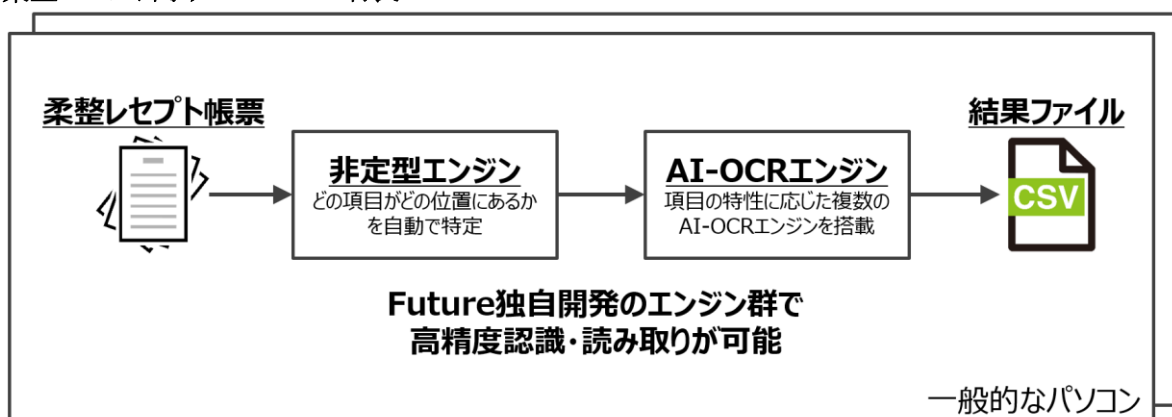 柔整レセプト帳票
結果ファイル
非定型エンジン
どの項目がどの位置にあるか
を自動で特定
AI-OCRエンジン
項目の特性に応じた複数の
AI-OCRエンジンを搭載
CSV
Future独自開発のエンジン群で
高精度認識・読み取りが可能
一般的なパソコン